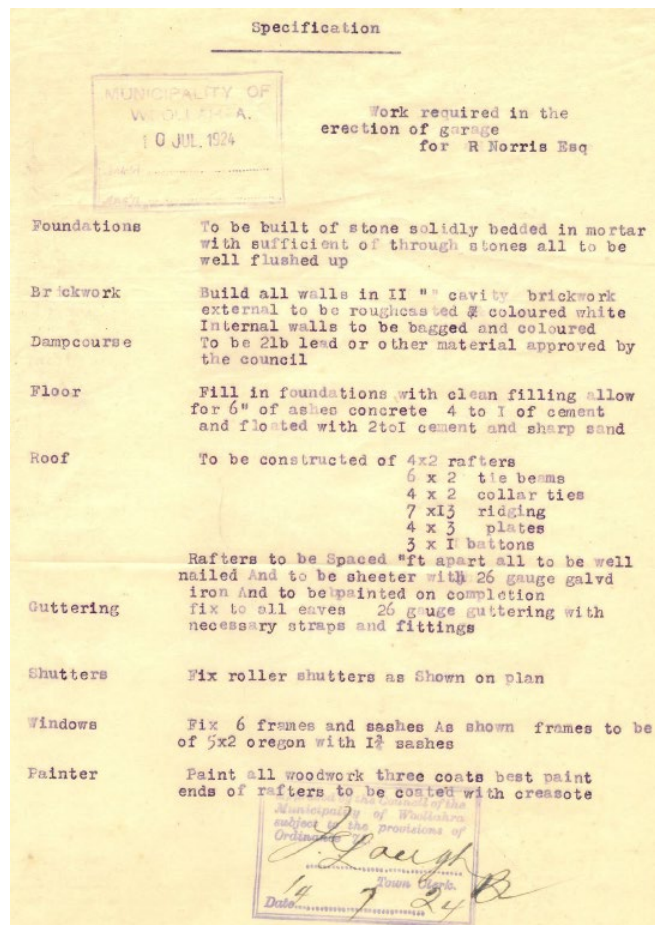 Specification
MUNICIPALITY OF
WOOLLAHRA.
10 JUL. 1924
Work required in the
erection of garage
for R Norris Esq
Foundations To be built of stone solidly bedded in mortar
with sufficient of through stones all to be
well flushed up
Brickwork Build all walls in II "" cavity brickwork
external to be roughcasted & coloured white
Internal walls to be bagged and coloured
Dampcourse To be 2lb lead or other material approved by
the council
Floor Fill in foundations with clean filling allow
for 6" of ashes concrete 4 to I of cement
and floated with 2toI cement and sharp sand
Roof To be constructed of 4x2 rafters
6 x 2 tie beams
4 x 2 collar ties
7 xI3 ridging
4 x 3 plates
3 x I battons
Rafters to be Spaced "ft apart all to be well
nailed And to be sheeter with 26 gauge galvd
iron And to be painted on completion
Guttering fix to all eaves 26 gauge guttering with
necessary straps and fittings
Shutters Fix roller shutters as Shown on plan
Windows Fix 6 frames and sashes As shown frames to be
of 5x2 oregon with I¾ sashes
Painter Paint all woodwork three coats best paint
ends of rafters to be coated with creasote
the Council of the
Municipality of Woollahra
subject to the provisions of
Ordinance 7
Town Clerk.
Date 14 7 24